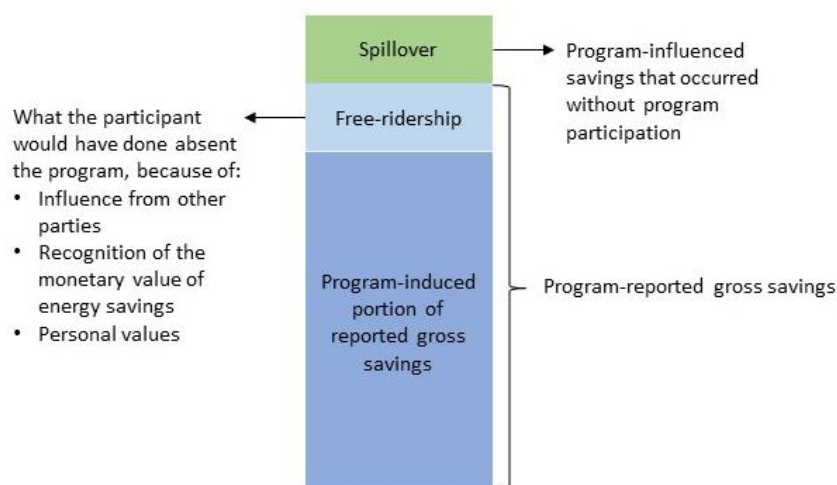 Spillover
Program-influenced
savings that occurred
without program
participation
What the participant
would have done absent
the program, because of:
• Influence from other
parties
• Recognition of the
monetary value of
energy savings
• Personal values
Free-ridership
Program-induced
portion of
reported gross
savings
Program-reported gross savings